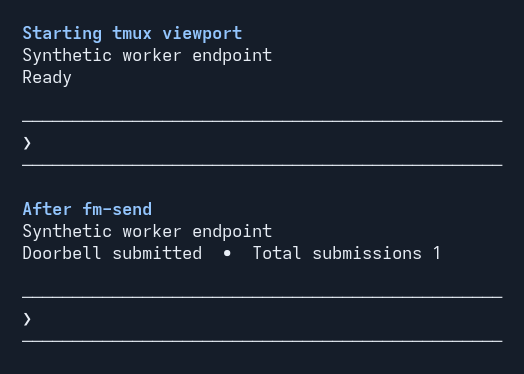 Starting tmux viewport
Synthetic worker endpoint
Ready
❯
After fm-send
Synthetic worker endpoint
Doorbell submitted • Total submissions 1
❯